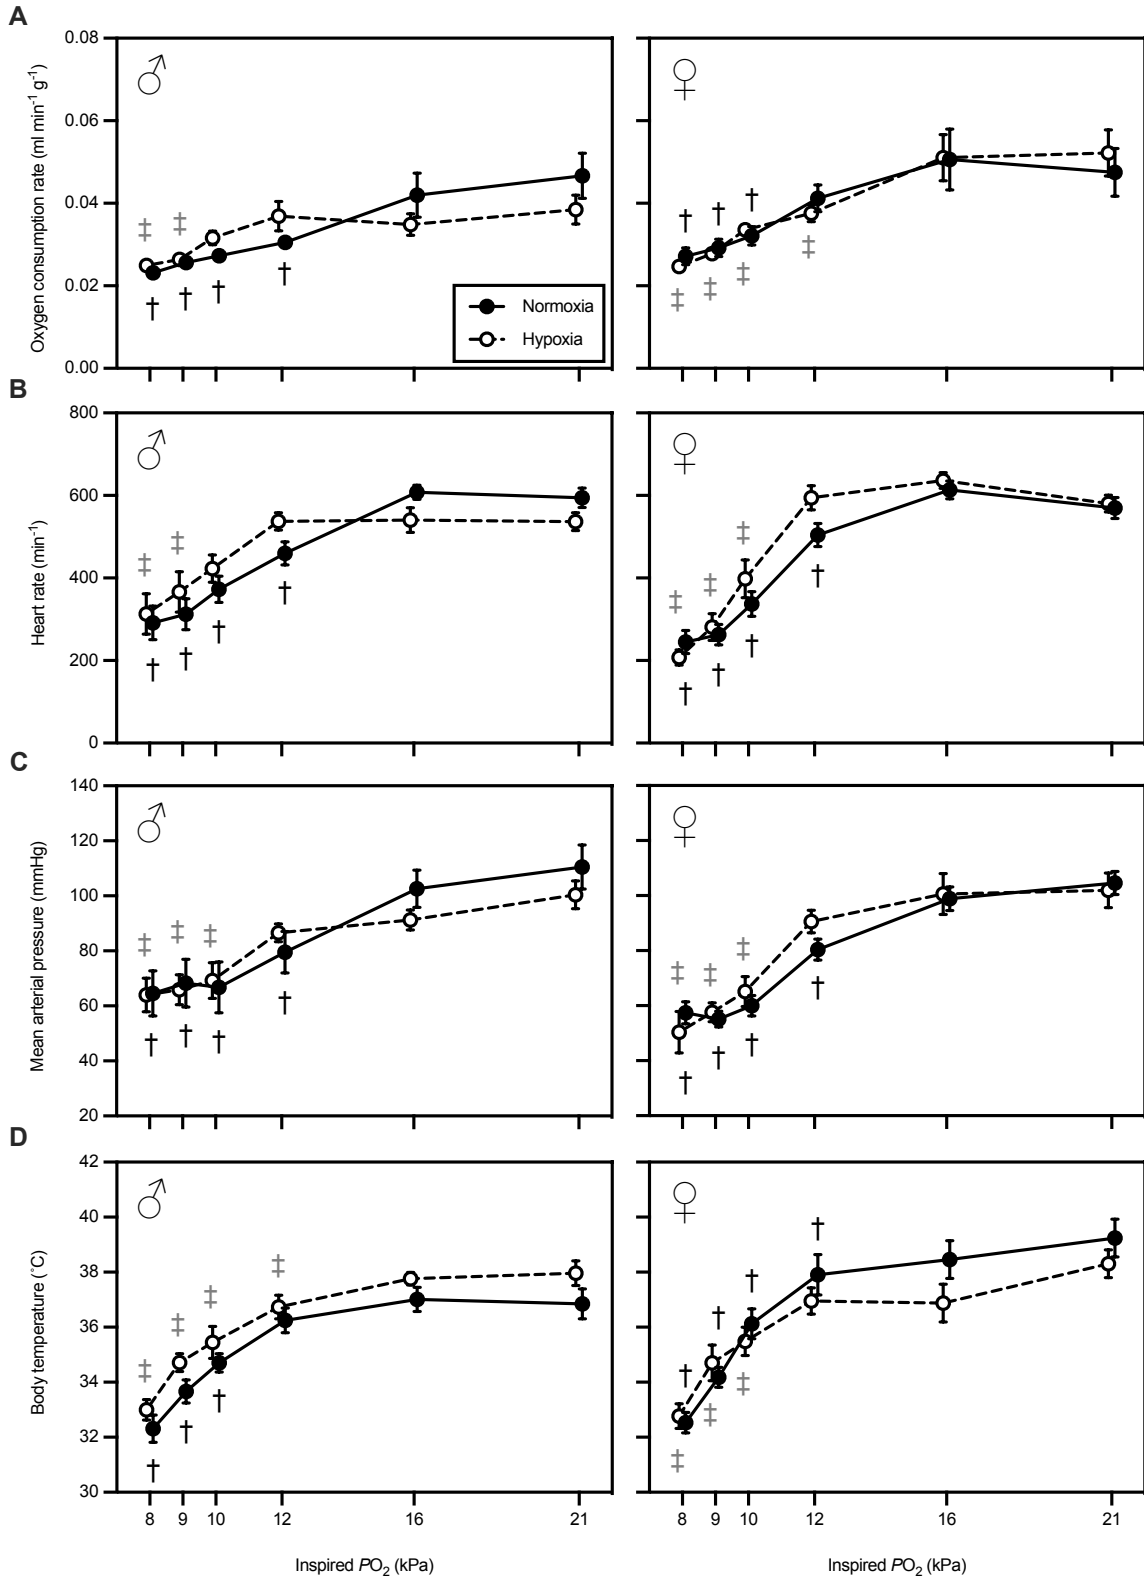 A
Oxygen consumption rate (ml min⁻¹ g⁻¹)
0.08
0.06
0.04
0.02
0.00
♂
♀
‡ ‡
† † † †
† † †
‡ ‡ ‡ ‡
Normoxia
Hypoxia
B
Heart rate (min⁻¹)
800
600
400
200
0
♂
♀
‡ ‡
† † † †
‡ ‡ ‡
† † † †
C
Mean arterial pressure (mmHg)
140
120
100
80
60
40
20
♂
♀
‡ ‡ ‡
† † † †
‡ ‡ ‡
† † † †
D
Body temperature (˚C)
42
40
38
36
34
32
30
♂
♀
‡ ‡ ‡ ‡
† † †
† † † †
‡ ‡ ‡
8 9 10 12 16 21
8 9 10 12 16 21
Inspired PO₂ (kPa)
Inspired PO₂ (kPa)